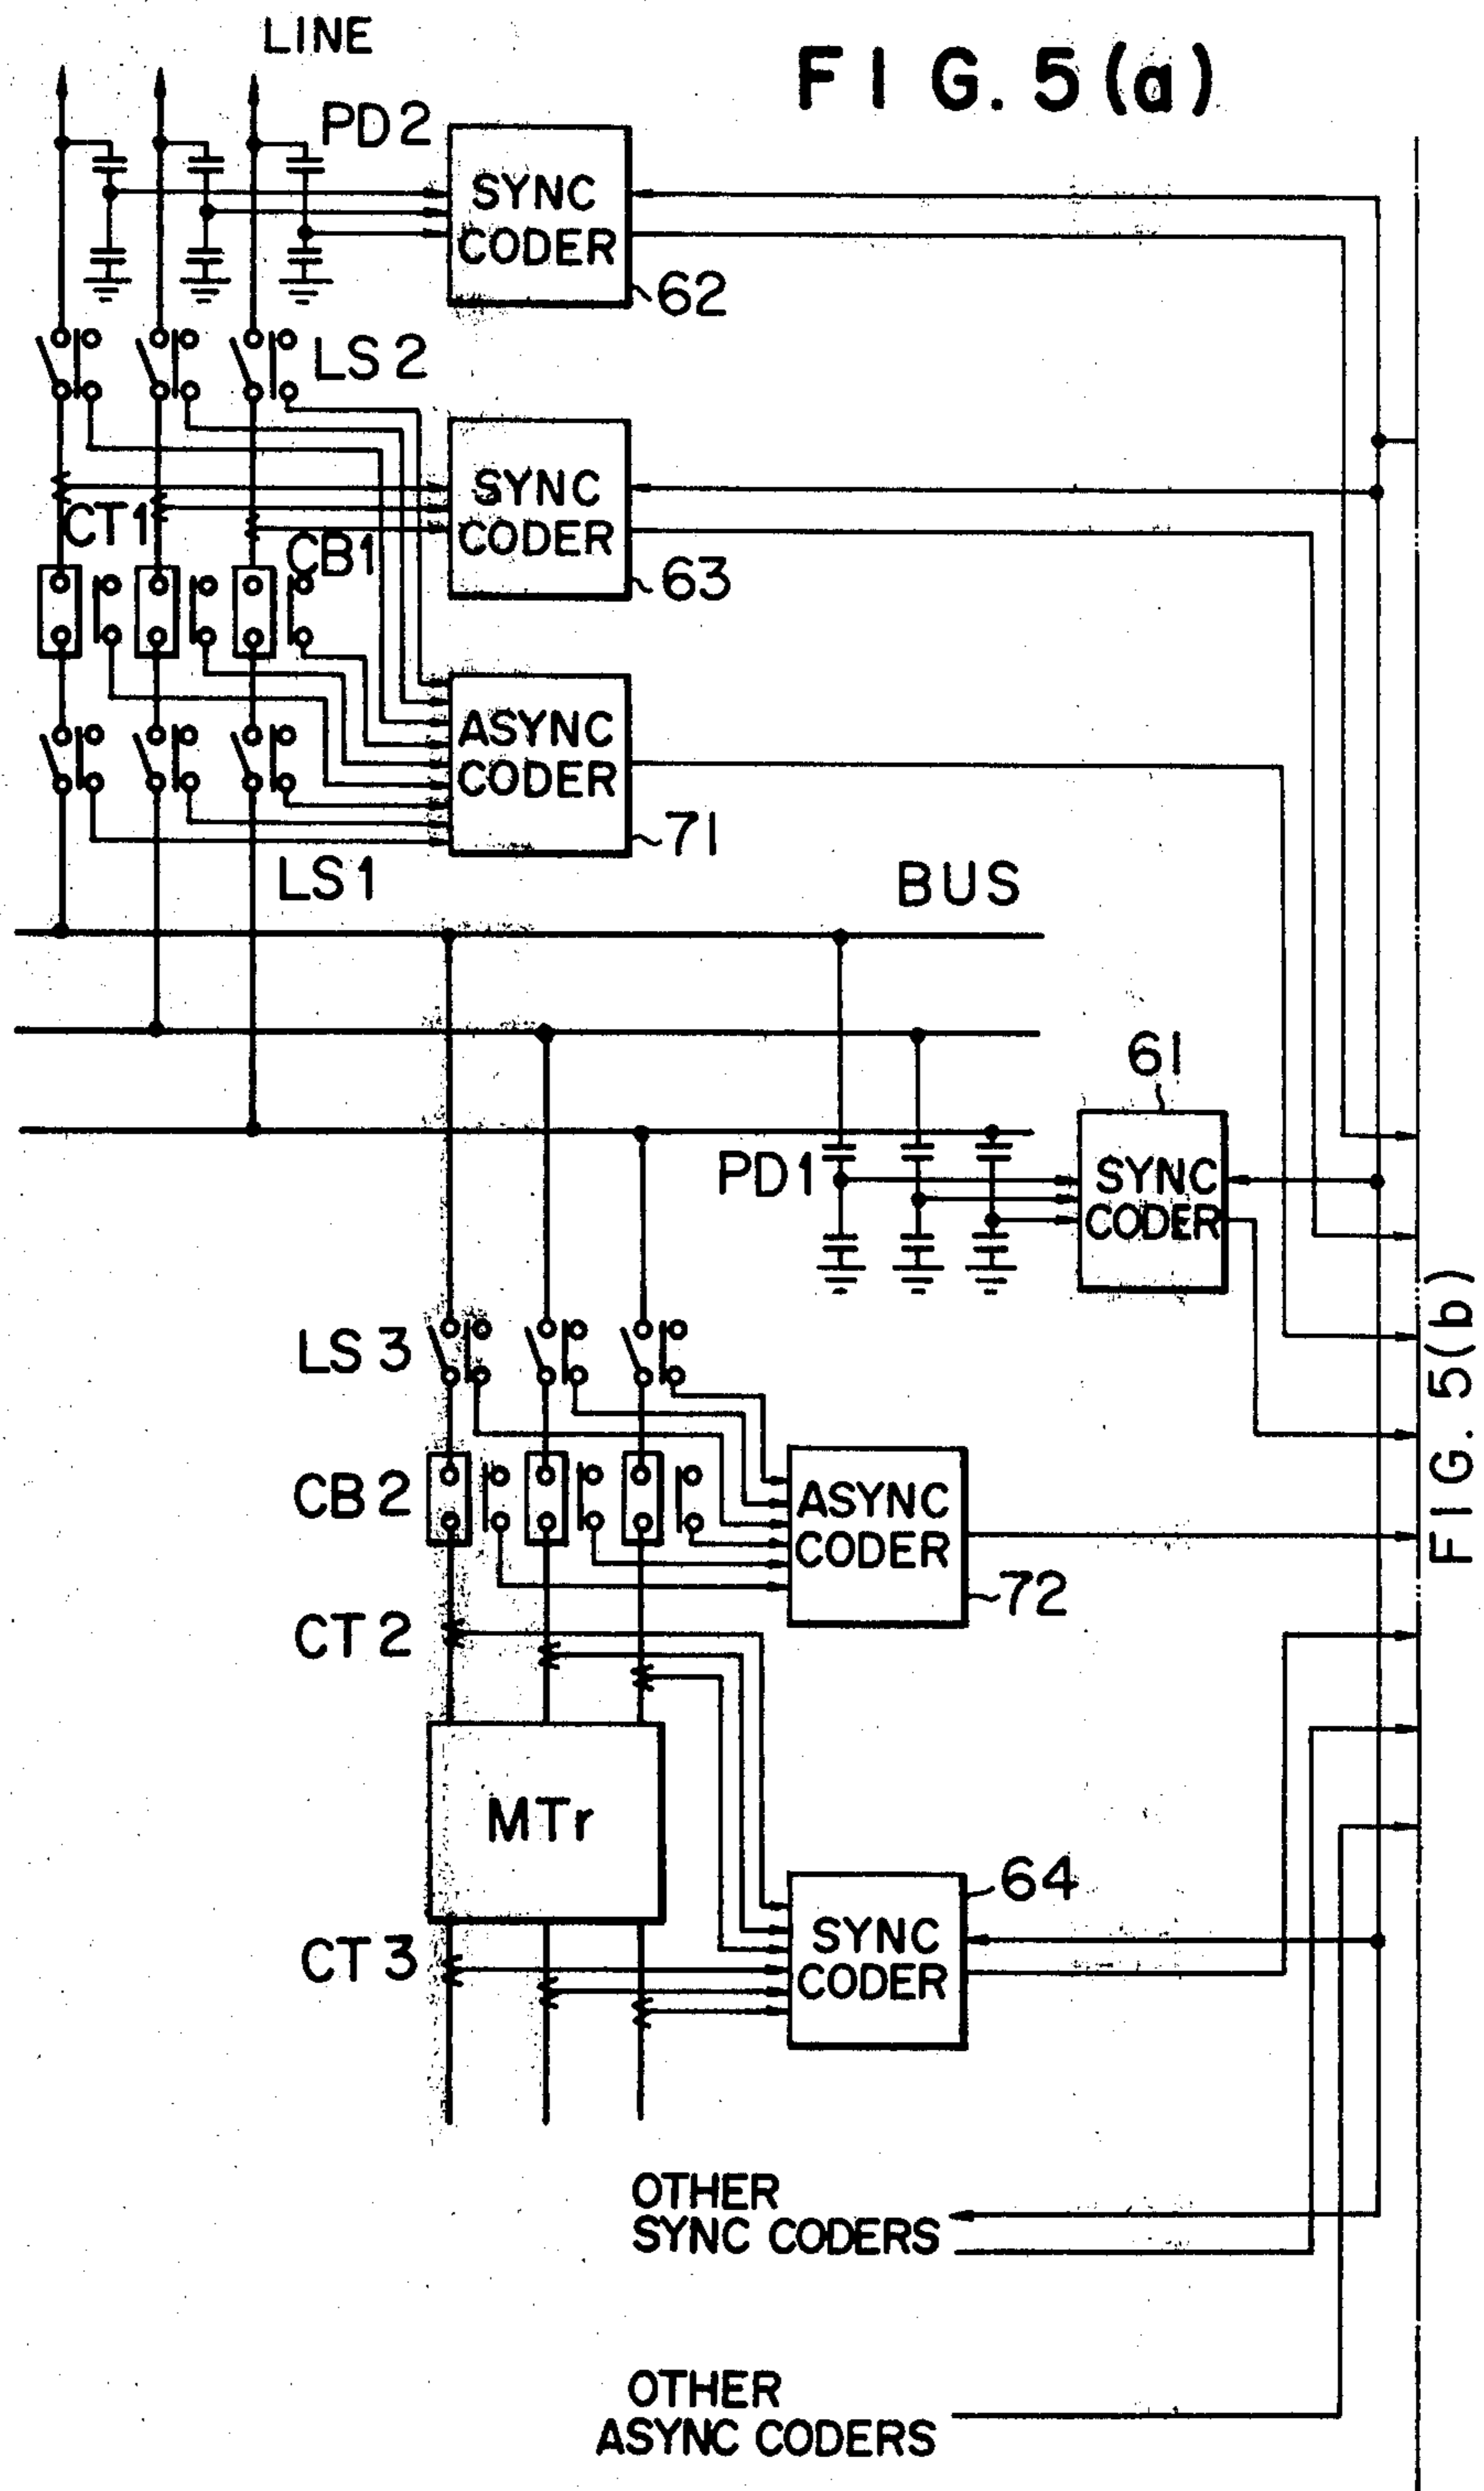 LINE
FIG. 5(a)
PD2
SYNC
CODER
62
LS2
SYNC
CODER
63
CT1
CB1
ASYNC
CODER
71
LS1
BUS
61
PD1
SYNC
CODER
LS3
CB2
ASYNC
CODER
72
CT2
MTr
64
SYNC
CODER
CT3
OTHER
SYNC CODERS
OTHER
ASYNC CODERS
FIG. 5(b)